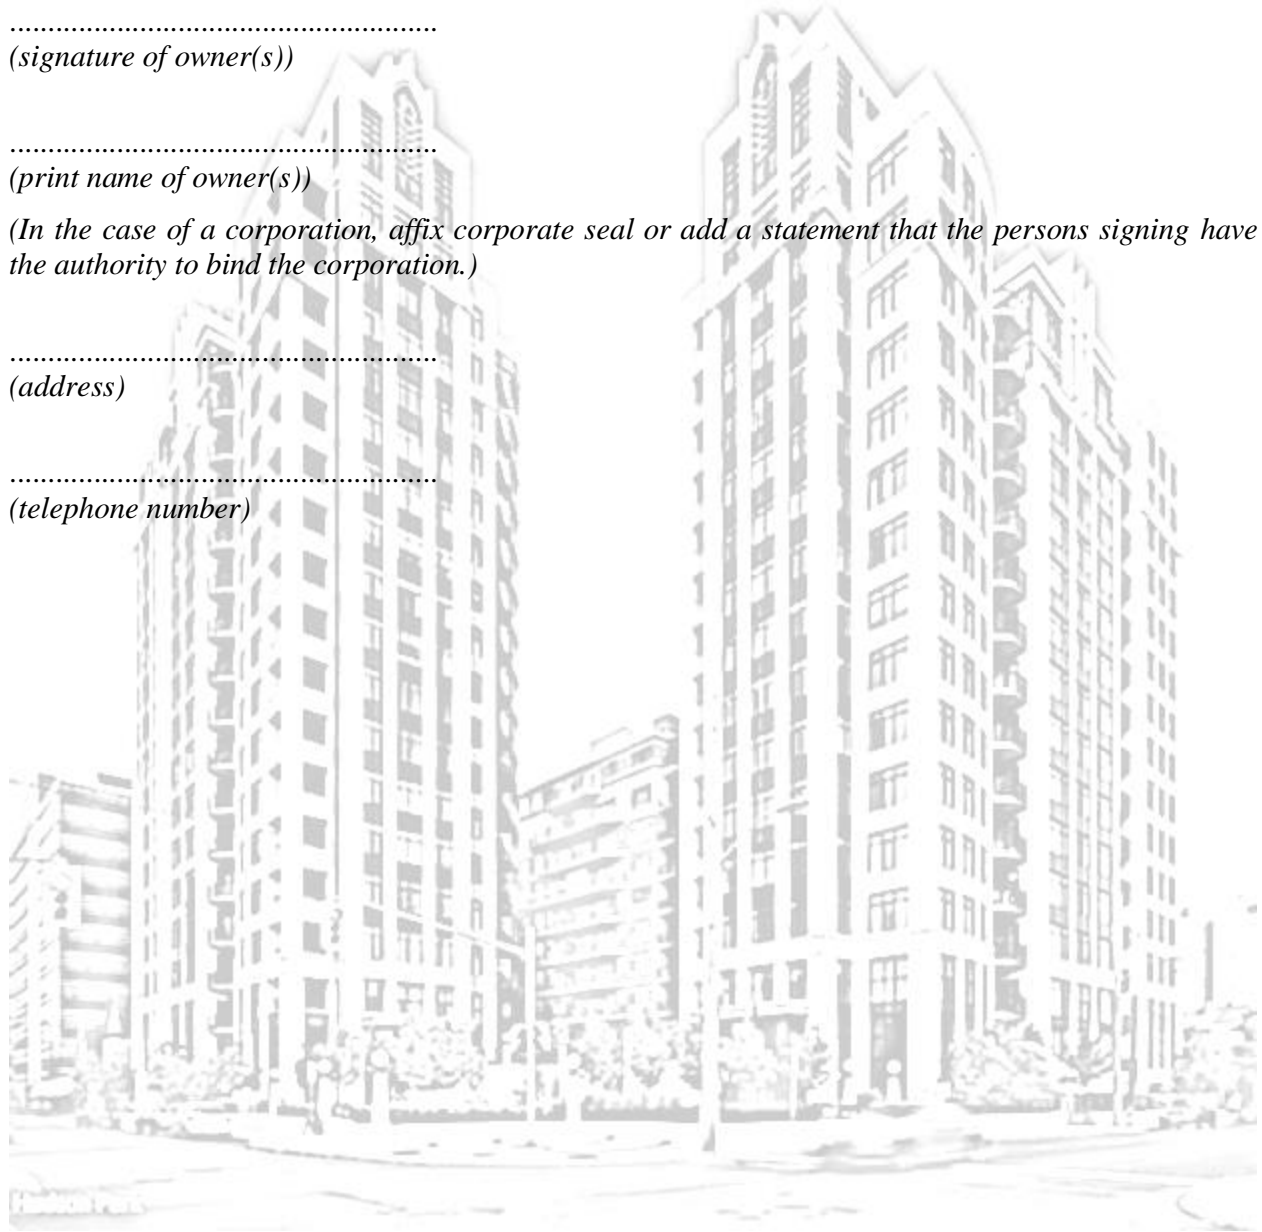 ........................................................
(signature of owner(s))
........................................................
(print name of owner(s))
(In the case of a corporation, affix corporate seal or add a statement that the persons signing have
the authority to bind the corporation.)
........................................................
(address)
........................................................
(telephone number)